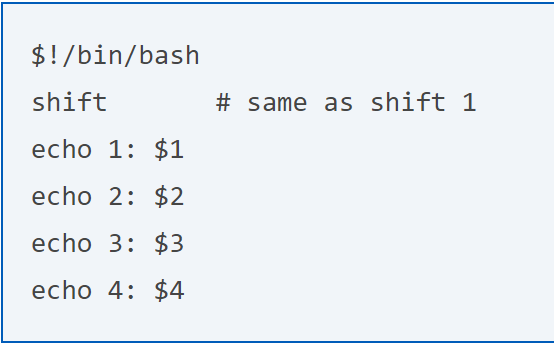 $!/bin/bash
shift       # same as shift 1
echo 1: $1
echo 2: $2
echo 3: $3
echo 4: $4